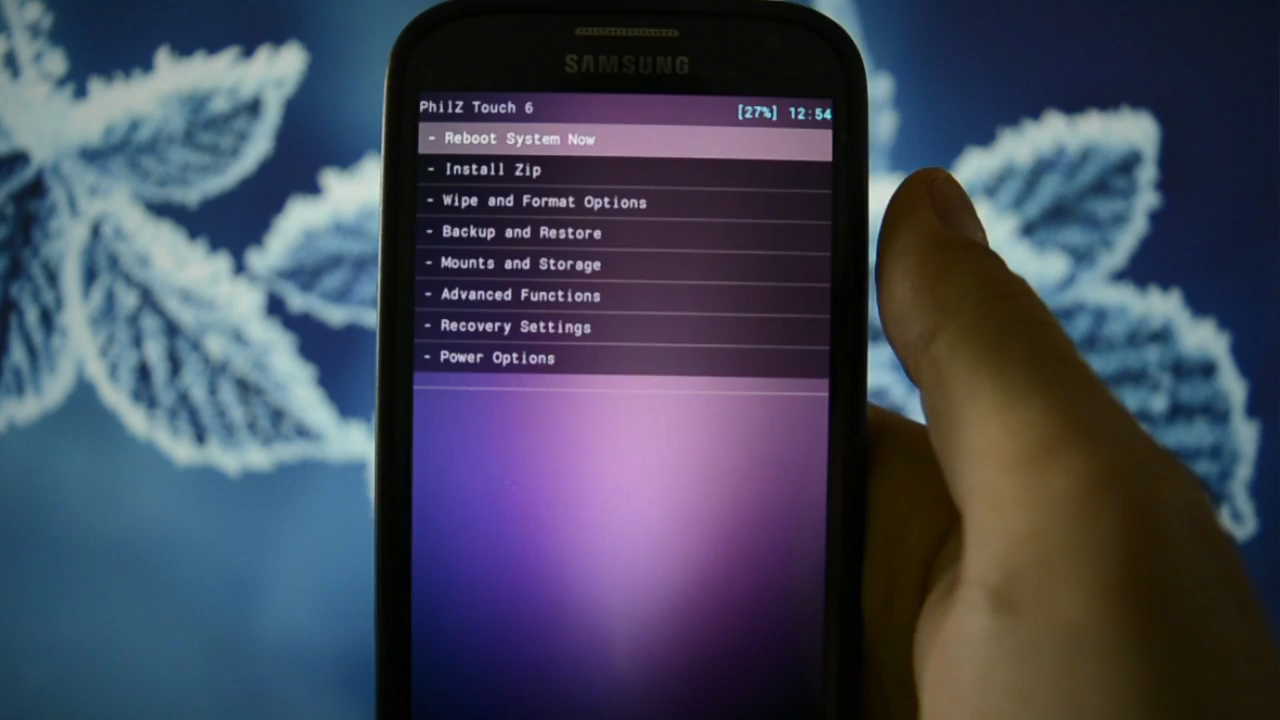 SAMSUNG
PhilZ Touch 6 [27%] 12:54
- Reboot System Now
- Install Zip
- Wipe and Format Options
- Backup and Restore
- Mounts and Storage
- Advanced Functions
- Recovery Settings
- Power Options